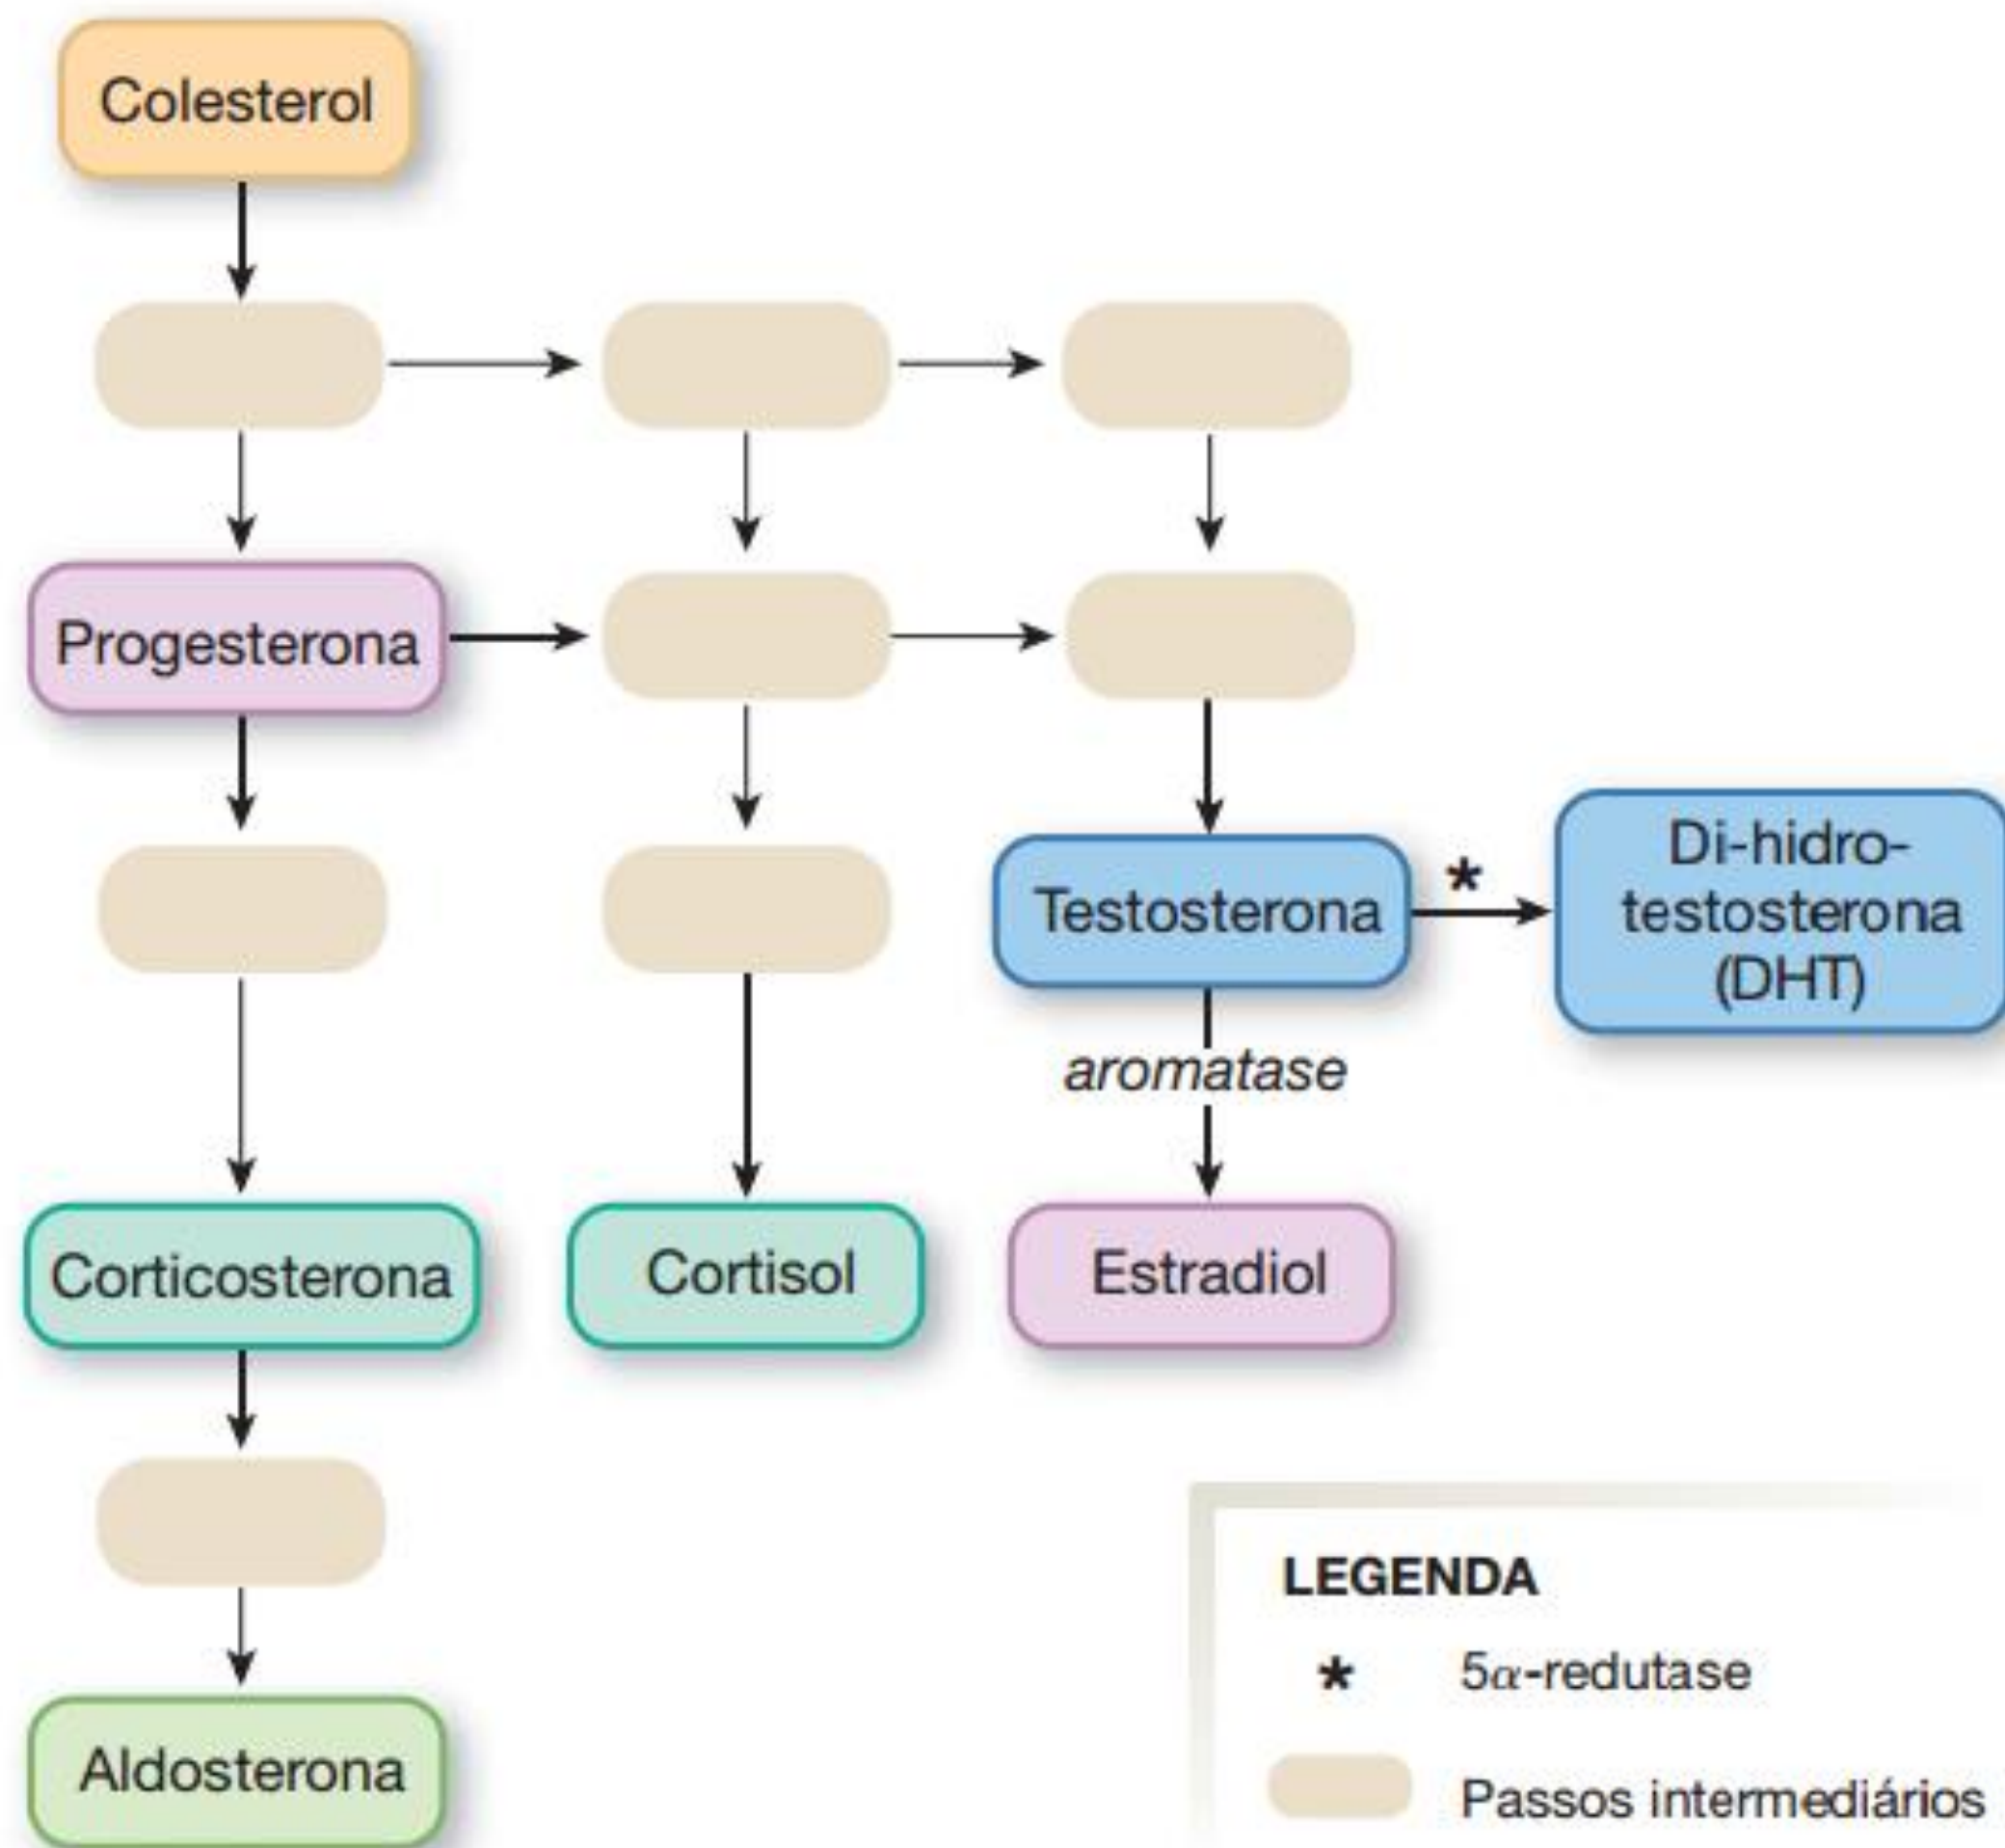 Colesterol
Progesterona
Testosterona
*
Di-hidro-
testosterona
(DHT)
aromatase
Corticosterona
Cortisol
Estradiol
Aldosterona
LEGENDA
* 5α-redutase
Passos intermediários